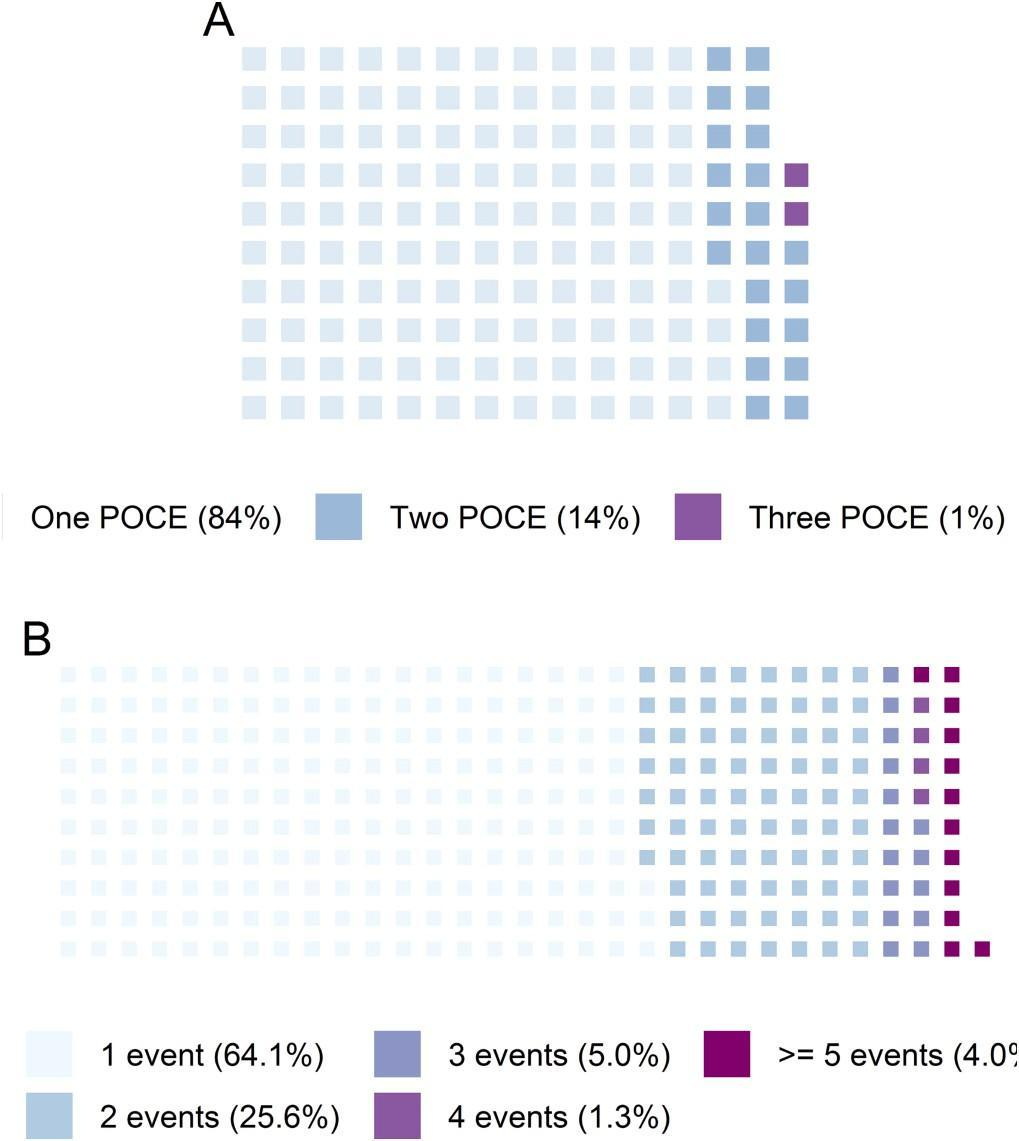 A
One POCE (84%) Two POCE (14%) Three POCE (1%)
B
1 event (64.1%) 3 events (5.0%) >= 5 events (4.0%
2 events (25.6%) 4 events (1.3%)